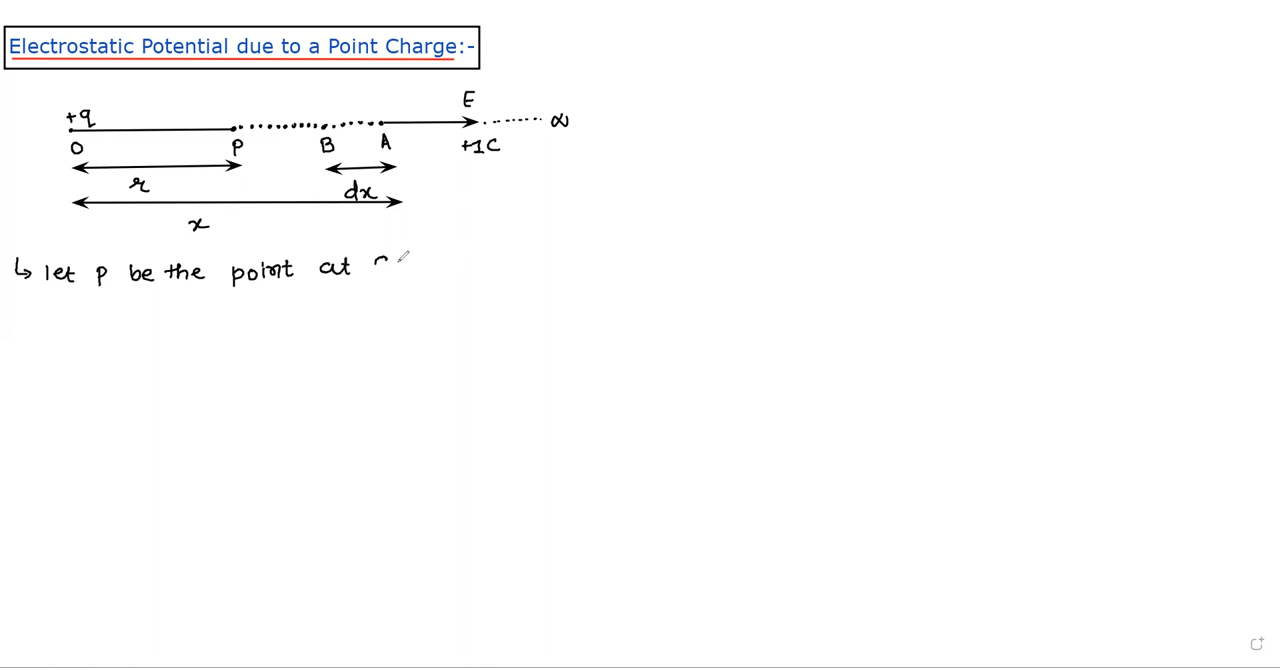 Electrostatic Potential due to a Point Charge:-
+q E
∞
O P B A +1C
r dx
x
↳ let P be the point at